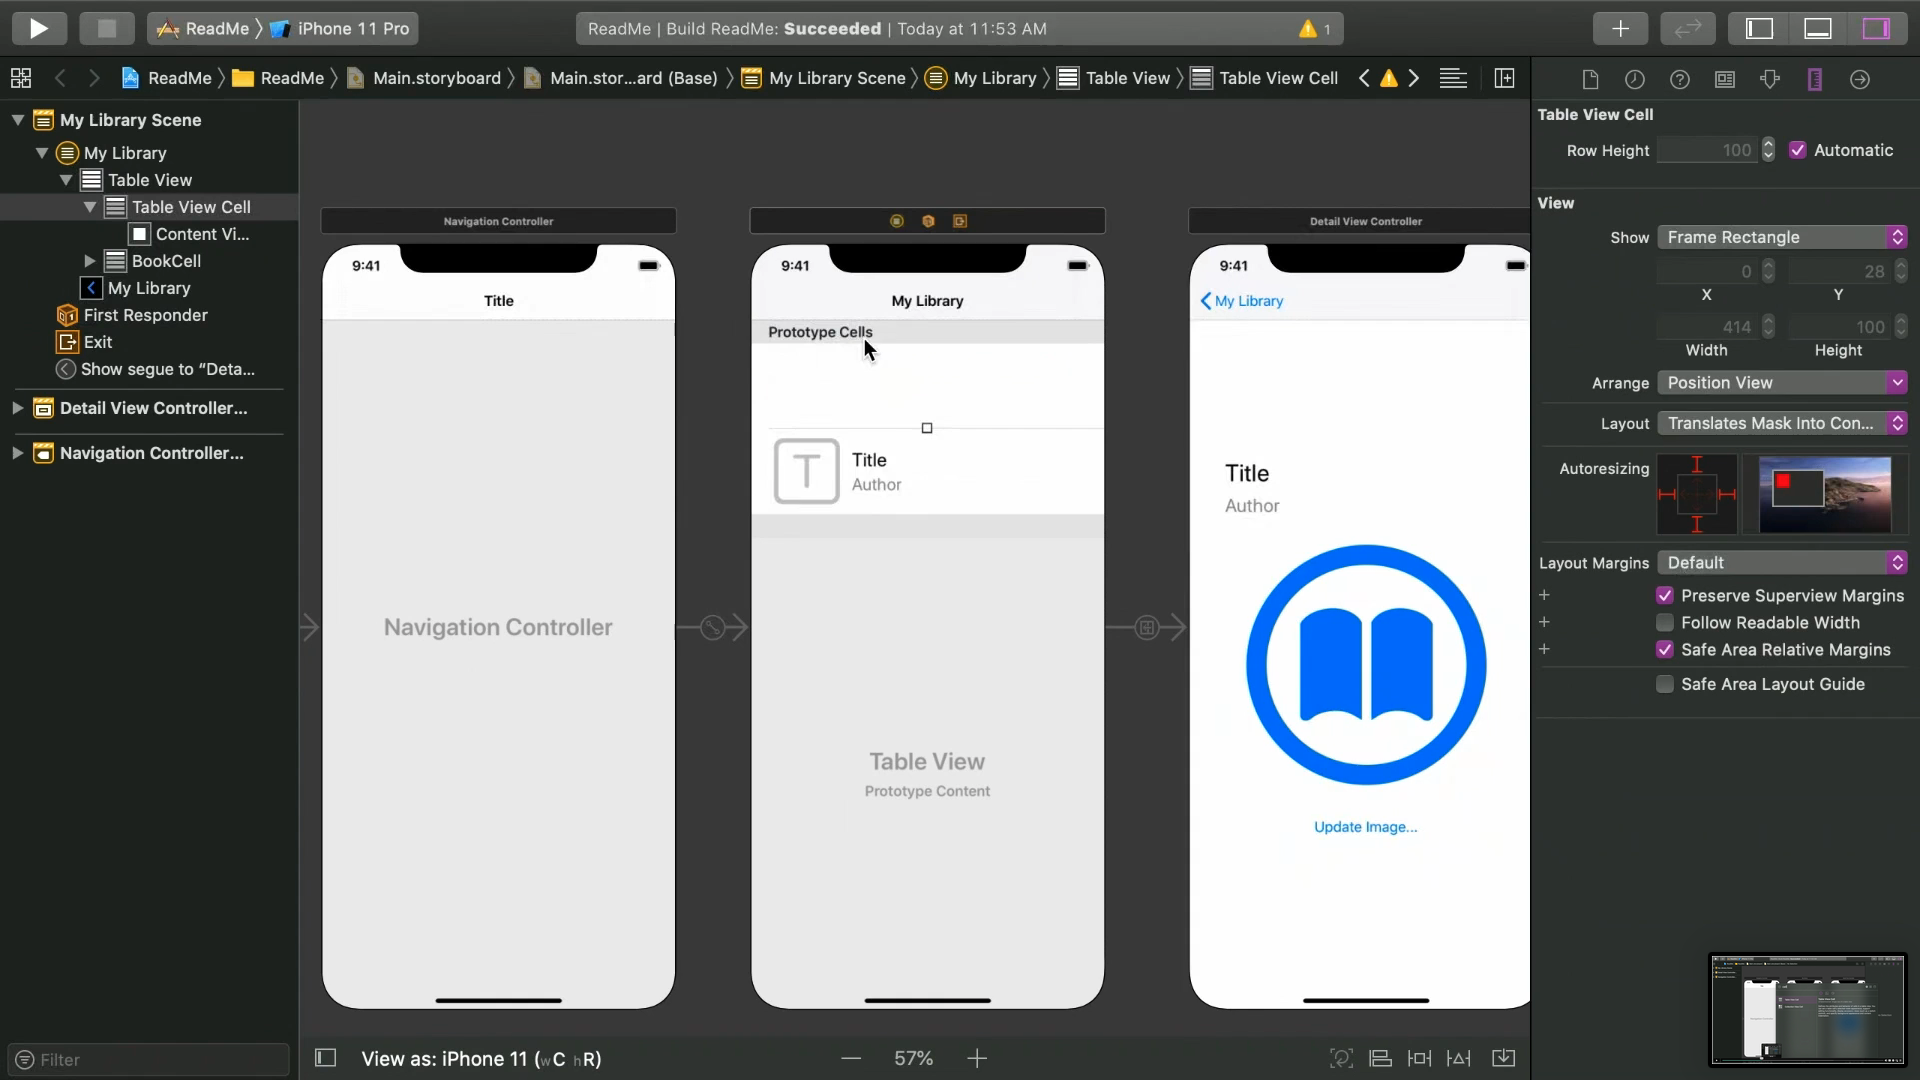 ReadMe 〉 iPhone 11 Pro
ReadMe | Build ReadMe: Succeeded | Today at 11:53 AM
1
ReadMe 〉 ReadMe 〉 Main.storyboard 〉 Main.stor...ard (Base) 〉 My Library Scene 〉 My Library 〉 Table View 〉 Table View Cell
My Library Scene
My Library
Table View
Table View Cell
Content Vi...
BookCell
My Library
First Responder
Exit
Show segue to “Deta...
Detail View Controller...
Navigation Controller...
Filter
Navigation Controller
9:41
Title
Navigation Controller
9:41
My Library
Prototype Cells
T
Title
Author
Table View
Prototype Content
Detail View Controller
9:41
My Library
Title
Author
Update Image...
View as: iPhone 11 (wC hR)
57%
Table View Cell
Row Height 100 Automatic
View
Show Frame Rectangle
0 28
X Y
414 100
Width Height
Arrange Position View
Layout Translates Mask Into Con...
Autoresizing
Layout Margins Default
Preserve Superview Margins
Follow Readable Width
Safe Area Relative Margins
Safe Area Layout Guide